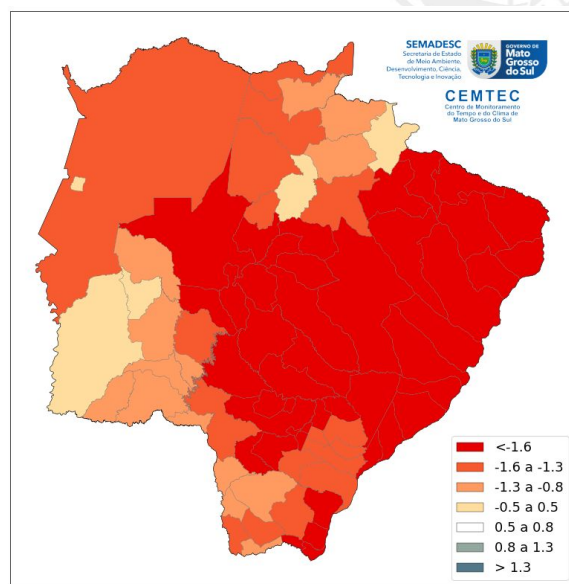 SEMADESC
Secretaria de Estado
de Meio Ambiente,
Desenvolvimento, Ciência,
Tecnologia e Inovação
GOVERNO DE
Mato
Grosso
do Sul
CEMTEC
Centro de Monitoramento
do Tempo e do Clima de
Mato Grosso do Sul
<-1.6
-1.6 a -1.3
-1.3 a -0.8
-0.5 a 0.5
0.5 a 0.8
0.8 a 1.3
> 1.3